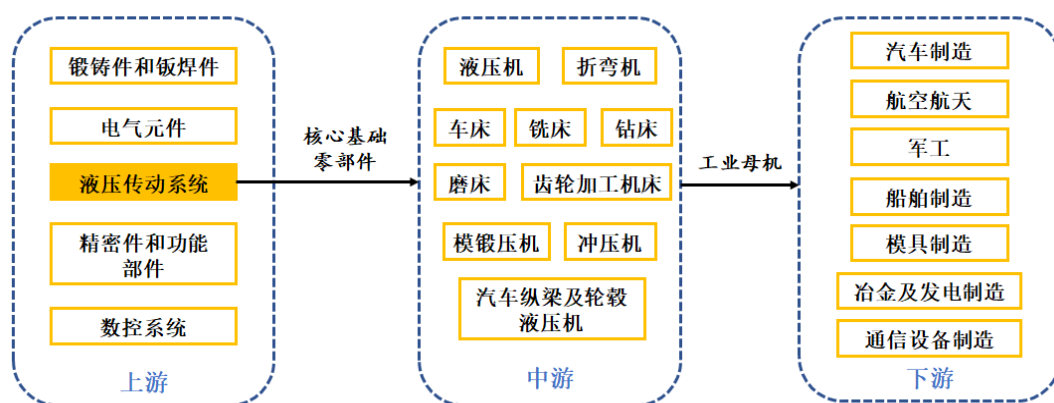 锻铸件和钣焊件
电气元件
液压传动系统
精密件和功能
部件
数控系统
上游
核心基础
零部件
液压机
折弯机
车床
铣床
钻床
磨床
齿轮加工机床
模锻压机
冲压机
汽车纵梁及轮毂
液压机
中游
工业母机
汽车制造
航空航天
军工
船舶制造
模具制造
冶金及发电制造
通信设备制造
下游